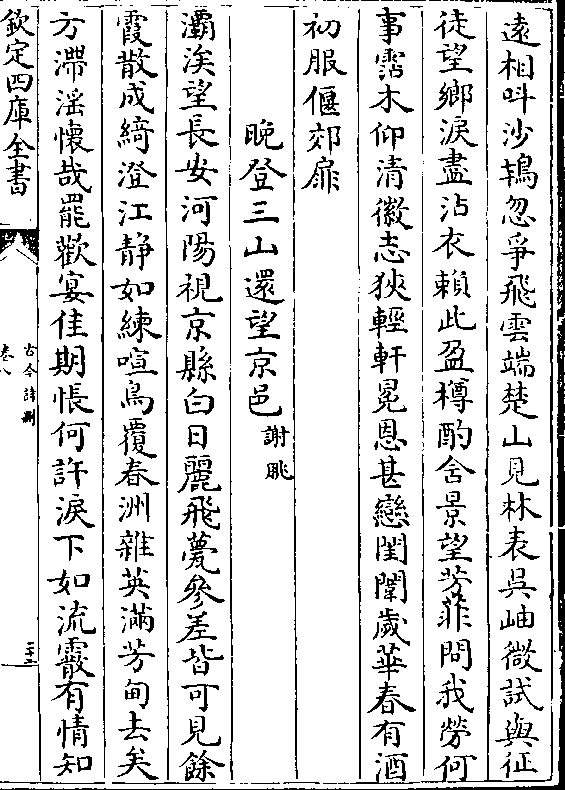 遠相叫沙鴇忽爭飛雲端楚山見林表吳岫微試與征
徒望鄉淚盡沾衣賴此盈樽酌含景望芳菲問我勞何
事霑木仰清徽志狹輕軒冕恩甚戀閨闈歲華春有酒
初服偃郊扉
晚登三山還望京邑 謝眺
灞涘望長安河陽視京縣白日麗飛甍參差皆可見餘
霞散成綺澄江静如練喧鳥覆春洲雜英滿芳甸去矣
方滯滛懷哉罷歡宴佳期悵何許淚下如流霰有情知
欽定四庫全書
古今詩刪
卷八